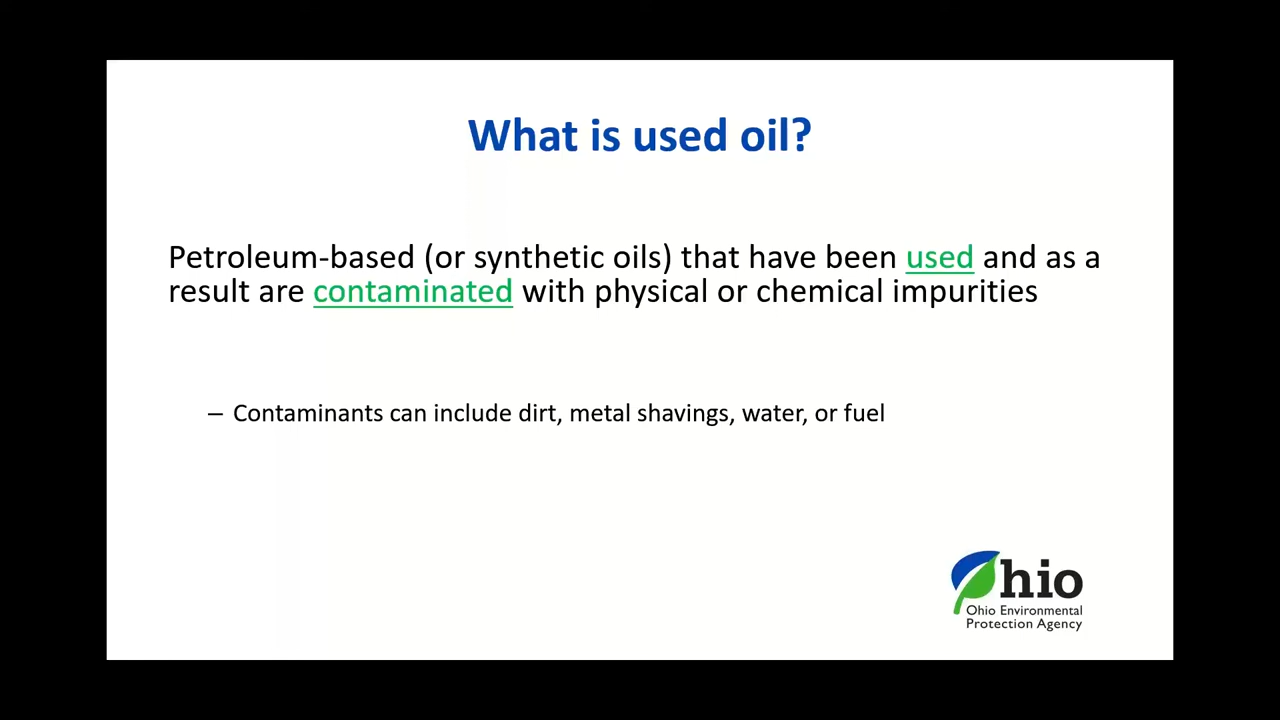 What is used oil?
Petroleum-based (or synthetic oils) that have been used and as a
result are contaminated with physical or chemical impurities
– Contaminants can include dirt, metal shavings, water, or fuel
Ohio
Ohio Environmental
Protection Agency